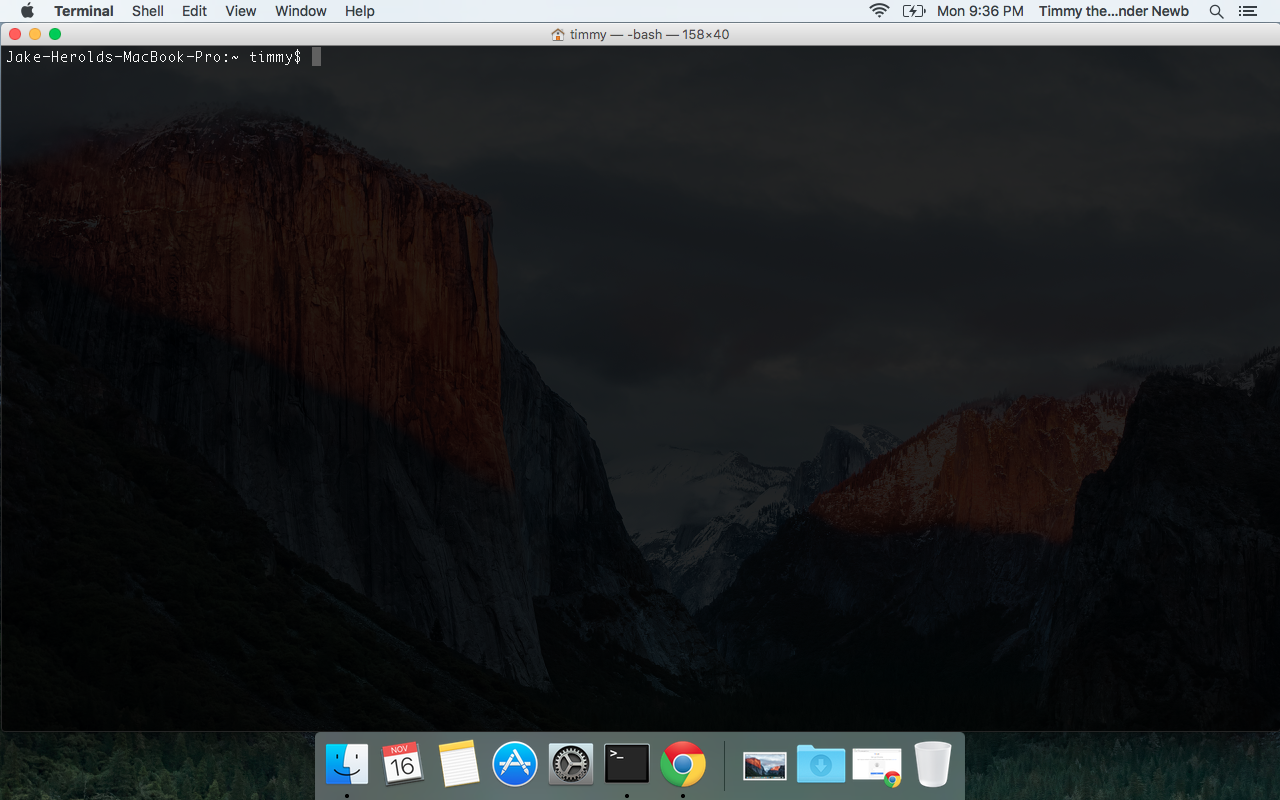 Terminal Shell Edit View Window Help Mon 9:36 PM Timmy the...nder Newb
timmy — -bash — 158×40
Jake-Herolds-MacBook-Pro:~ timmy$
NOV
16
>_